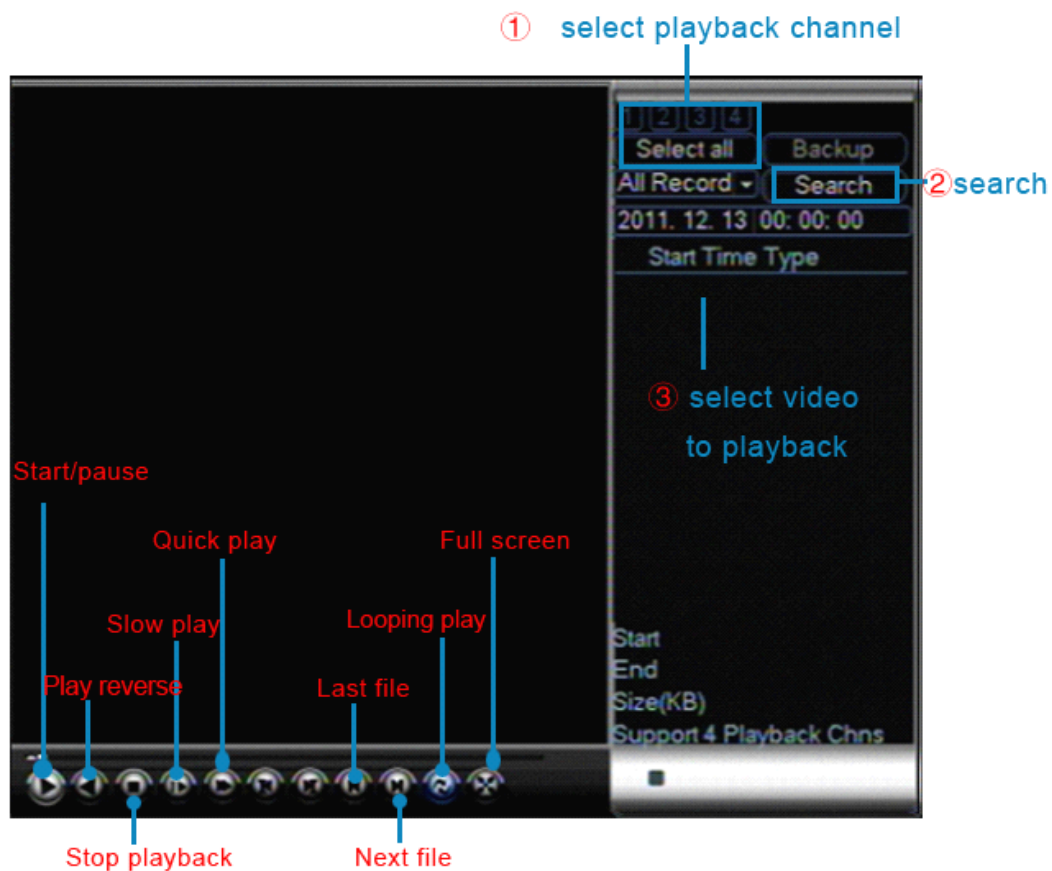 ① select playback channel
1 2 3 4
Select all Backup
All Record Search
②search
2011. 12. 13 00: 00: 00
Start Time Type
③ select video
to playback
Start/pause
Quick play
Full screen
Slow play
Looping play
Play reverse
Last file
Start
End
Size(KB)
Support 4 Playback Chns
Stop playback
Next file